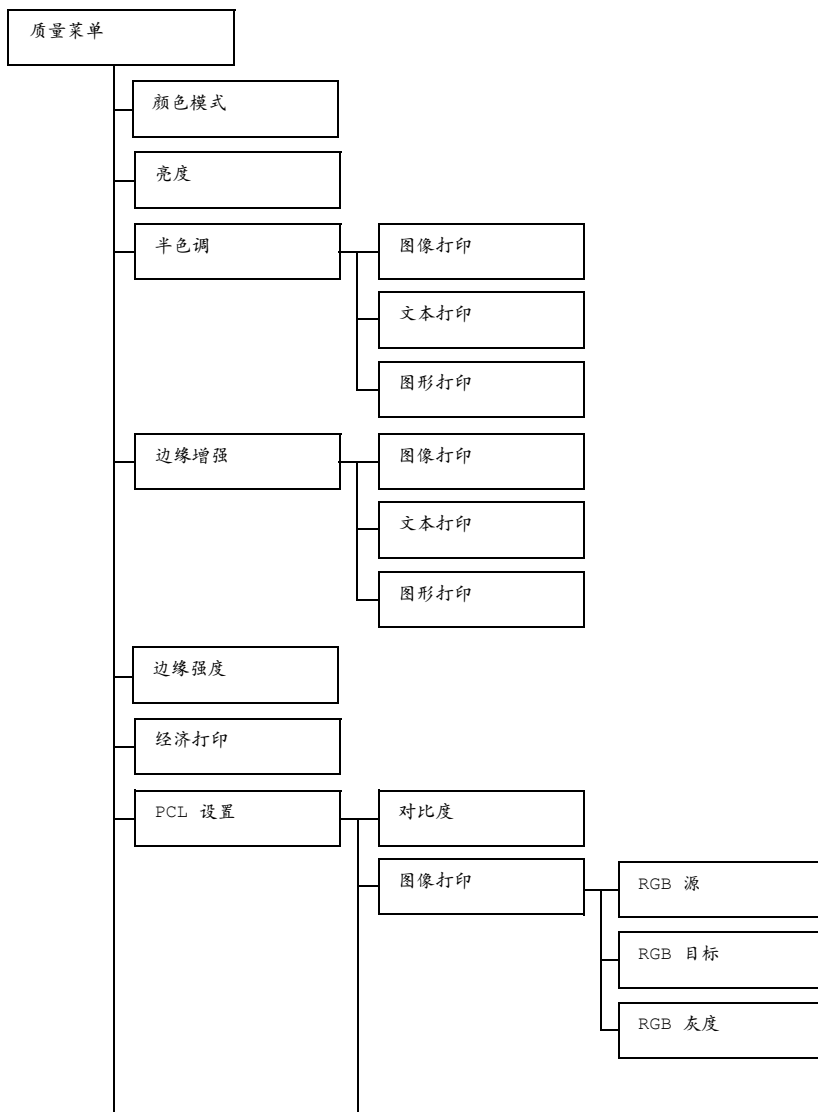 质量菜单
颜色模式
亮度
半色调
图像打印
文本打印
图形打印
边缘增强
图像打印
文本打印
图形打印
边缘强度
经济打印
PCL 设置
对比度
图像打印
RGB 源
RGB 目标
RGB 灰度